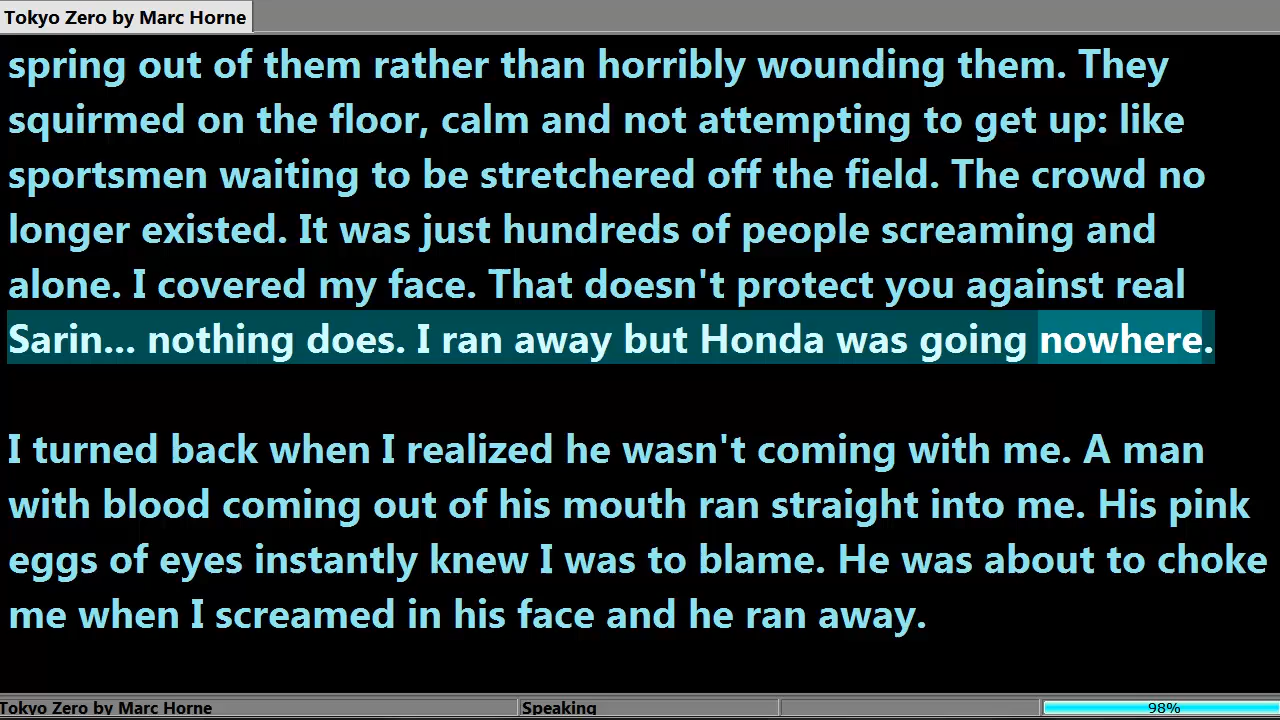 Tokyo Zero by Marc Horne
spring out of them rather than horribly wounding them. They
squirmed on the floor, calm and not attempting to get up: like
sportsmen waiting to be stretchered off the field. The crowd no
longer existed. It was just hundreds of people screaming and
alone. I covered my face. That doesn't protect you against real
Sarin... nothing does. I ran away but Honda was going nowhere.
I turned back when I realized he wasn't coming with me. A man
with blood coming out of his mouth ran straight into me. His pink
eggs of eyes instantly knew I was to blame. He was about to choke
me when I screamed in his face and he ran away.
Tokyo Zero by Marc Horne
Speaking
98%